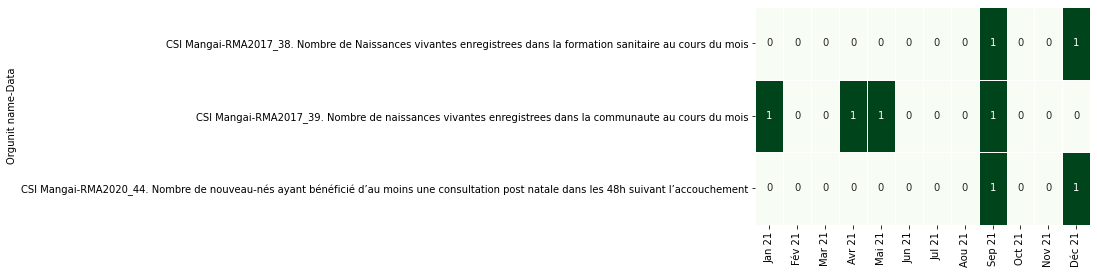 Orgunit name-Data
CSI Mangai-RMA2017_38. Nombre de Naissances vivantes enregistrees dans la formation sanitaire au cours du mois
0 0 0 0 0 0 0 0 1 0 0 1
CSI Mangai-RMA2017_39. Nombre de naissances vivantes enregistrees dans la communaute au cours du mois
1 0 0 1 1 0 0 0 1 0 0 0
CSI Mangai-RMA2020_44. Nombre de nouveau-nés ayant bénéficié d’au moins une consultation post natale dans les 48h suivant l’accouchement
0 0 0 0 0 0 0 0 1 0 0 1
Jan 21
Fév 21
Mar 21
Avr 21
Mai 21
Jun 21
Jul 21
Aou 21
Sep 21
Oct 21
Nov 21
Déc 21